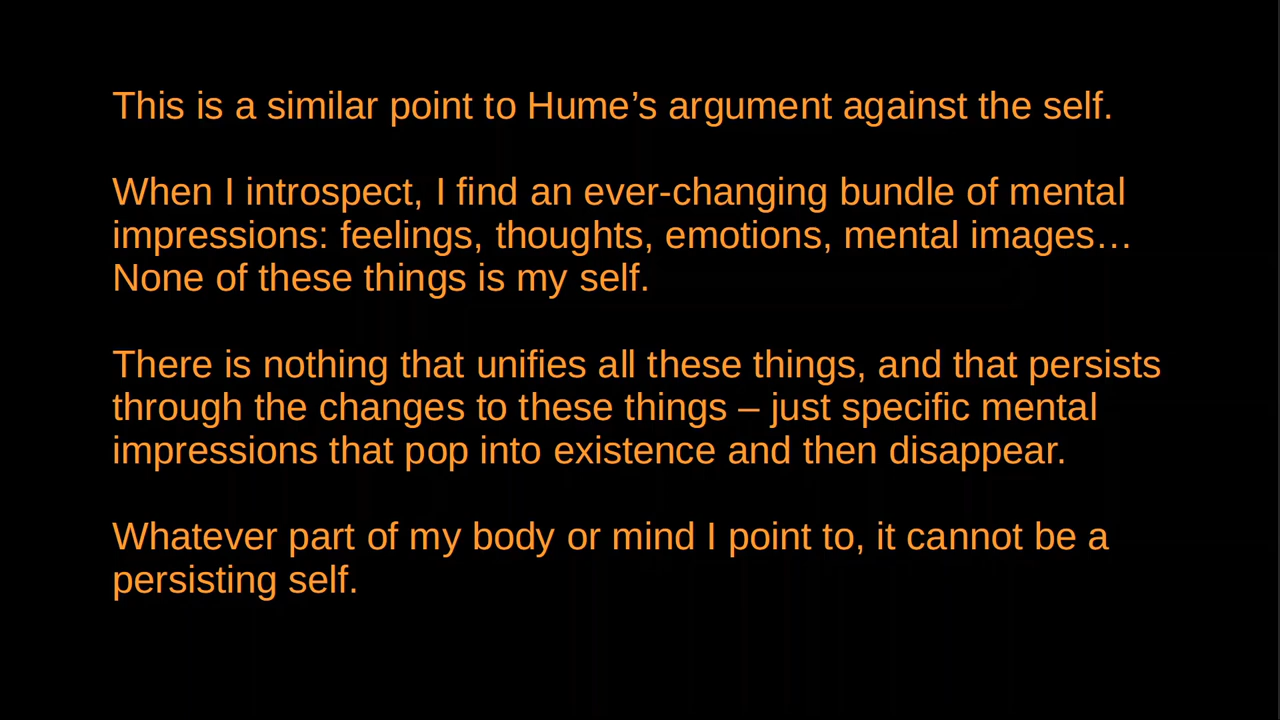 This is a similar point to Hume’s argument against the self.
When I introspect, I find an ever-changing bundle of mental
impressions: feelings, thoughts, emotions, mental images…
None of these things is my self.
There is nothing that unifies all these things, and that persists
through the changes to these things – just specific mental
impressions that pop into existence and then disappear.
Whatever part of my body or mind I point to, it cannot be a
persisting self.